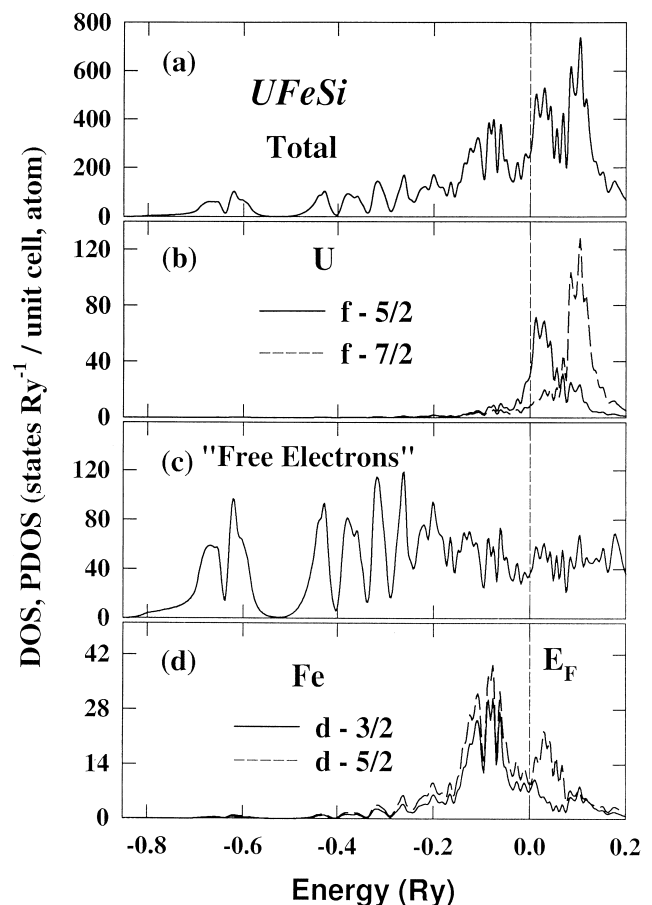 DOS, PDOS (states Ry⁻¹ / unit cell, atom)
800
600
400
200
0
(a)
UFeSi
Total
120
80
40
0
(b)
U
f - 5/2
f - 7/2
120
80
40
0
(c)
"Free Electrons"
42
28
14
0
(d)
Fe
E_F
d - 3/2
d - 5/2
-0.8 -0.6 -0.4 -0.2 0.0 0.2
Energy (Ry)